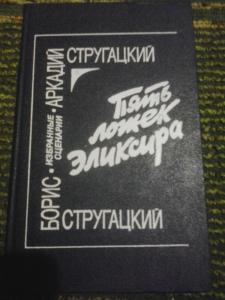 АРКАДИЙ СТРУГАЦКИЙ
БОРИС СТРУГАЦКИЙ
ИЗБРАННЫЕ
СЦЕНАРИИ
Пять
ложек
эликсира